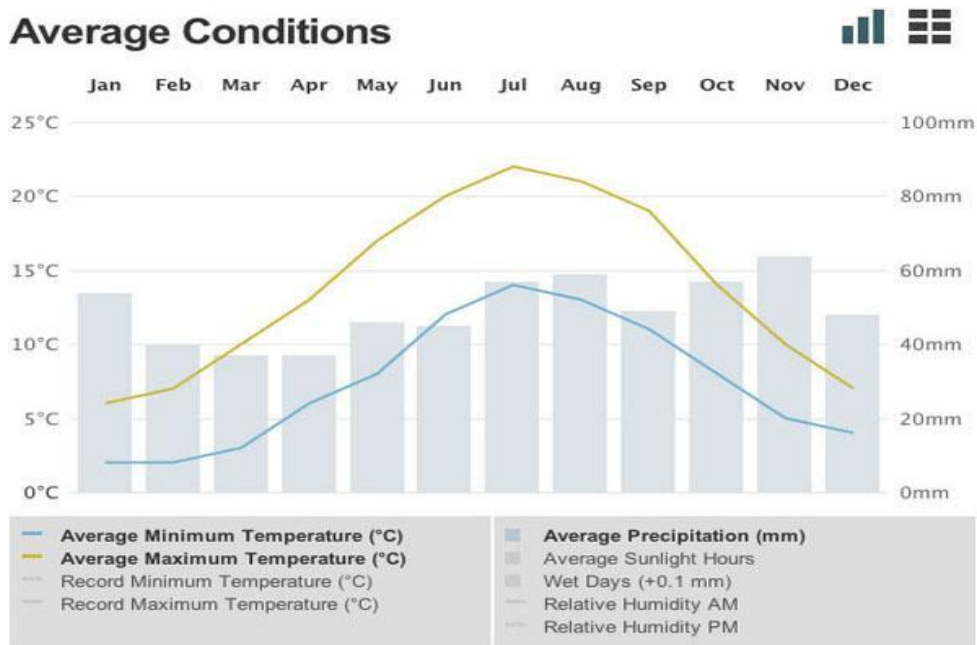 Average Conditions
Jan Feb Mar Apr May Jun Jul Aug Sep Oct Nov Dec
25°C 100mm
20°C 80mm
15°C 60mm
10°C 40mm
5°C 20mm
0°C 0mm
Average Minimum Temperature (°C)
Average Maximum Temperature (°C)
Record Minimum Temperature (°C)
Record Maximum Temperature (°C)
Average Precipitation (mm)
Average Sunlight Hours
Wet Days (+0.1 mm)
Relative Humidity AM
Relative Humidity PM